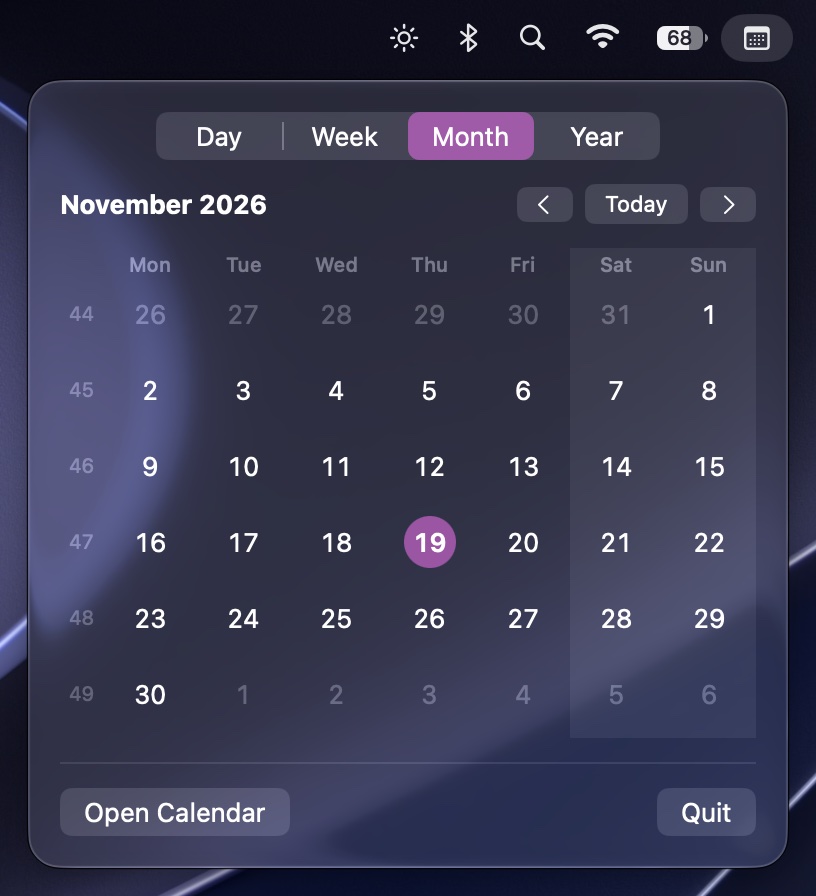 68
Day Week Month Year
November 2026 Today
Mon Tue Wed Thu Fri Sat Sun
44 26 27 28 29 30 31 1
45 2 3 4 5 6 7 8
46 9 10 11 12 13 14 15
47 16 17 18 19 20 21 22
48 23 24 25 26 27 28 29
49 30 1 2 3 4 5 6
Open Calendar Quit